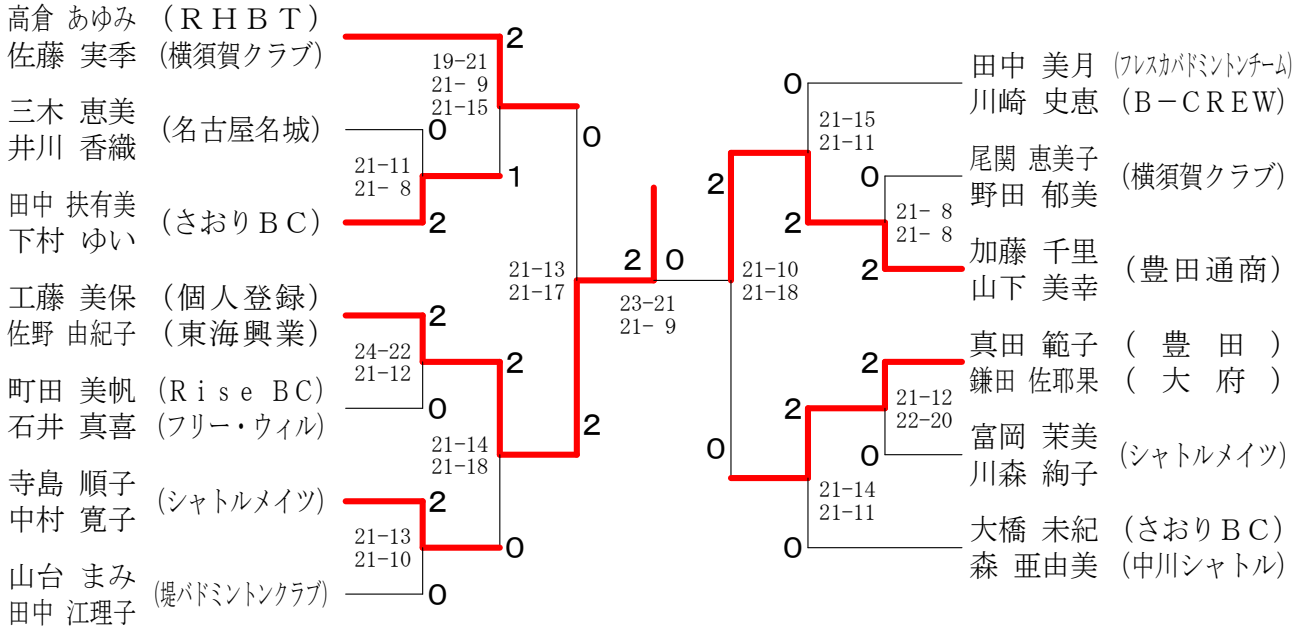 高倉 あゆみ (ＲＨＢＴ)
佐藤 実季 (横須賀クラブ)
2
19-21
21- 9
21-15
三木 恵美
井川 香織
(名古屋名城)
0
21-11
21- 8
1
田中 扶有美
下村 ゆい
(さおりＢＣ)
2
0
21-13
21-17
工藤 美保 (個人登録)
佐野 由紀子 (東海興業)
2
24-22
21-12
2
町田 美帆 (Ｒｉｓｅ ＢＣ)
石井 真喜 (フリー・ウィル)
0
21-14
21-18
2
寺島 順子
中村 寛子
(シャトルメイツ)
2
21-13
21-10
0
山台 まみ
田中 江理子
(堤バドミントンクラブ)
0
2 0
23-21
21- 9
田中 美月 (フレスカバドミントンチーム)
川崎 史恵 (Ｂ−ＣＲＥＷ)
0
21-15
21-11
尾関 恵美子
野田 郁美
(横須賀クラブ)
0
21- 8
21- 8
2
2
加藤 千里
山下 美幸
(豊田通商)
2
21-10
21-18
真田 範子 (豊田)
鎌田 佐耶果 (大府)
2
21-12
22-20
2
富岡 茉美
川森 絢子
(シャトルメイツ)
0
0
21-14
21-11
大橋 未紀 (さおりＢＣ)
森 亜由美 (中川シャトル)
0